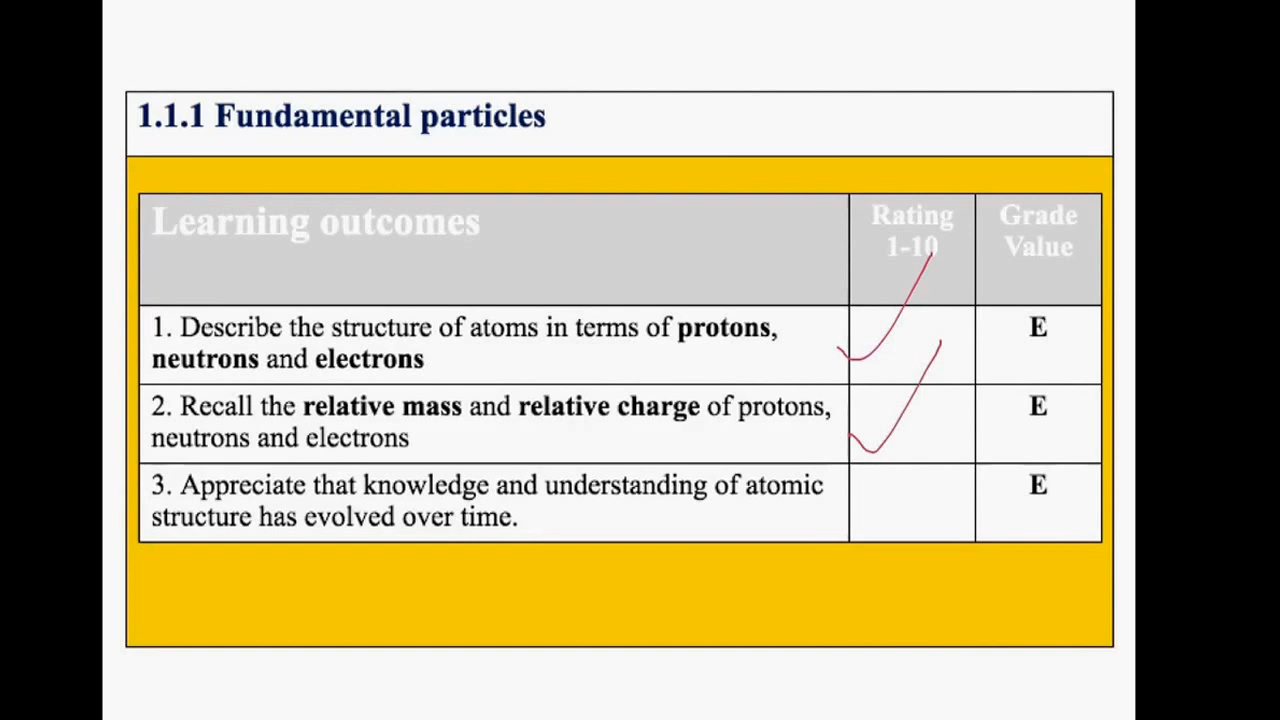 1.1.1 Fundamental particles
Learning outcomes
Rating
1-10
Grade
Value
1. Describe the structure of atoms in terms of protons,
neutrons and electrons
E
2. Recall the relative mass and relative charge of protons,
neutrons and electrons
E
3. Appreciate that knowledge and understanding of atomic
structure has evolved over time.
E